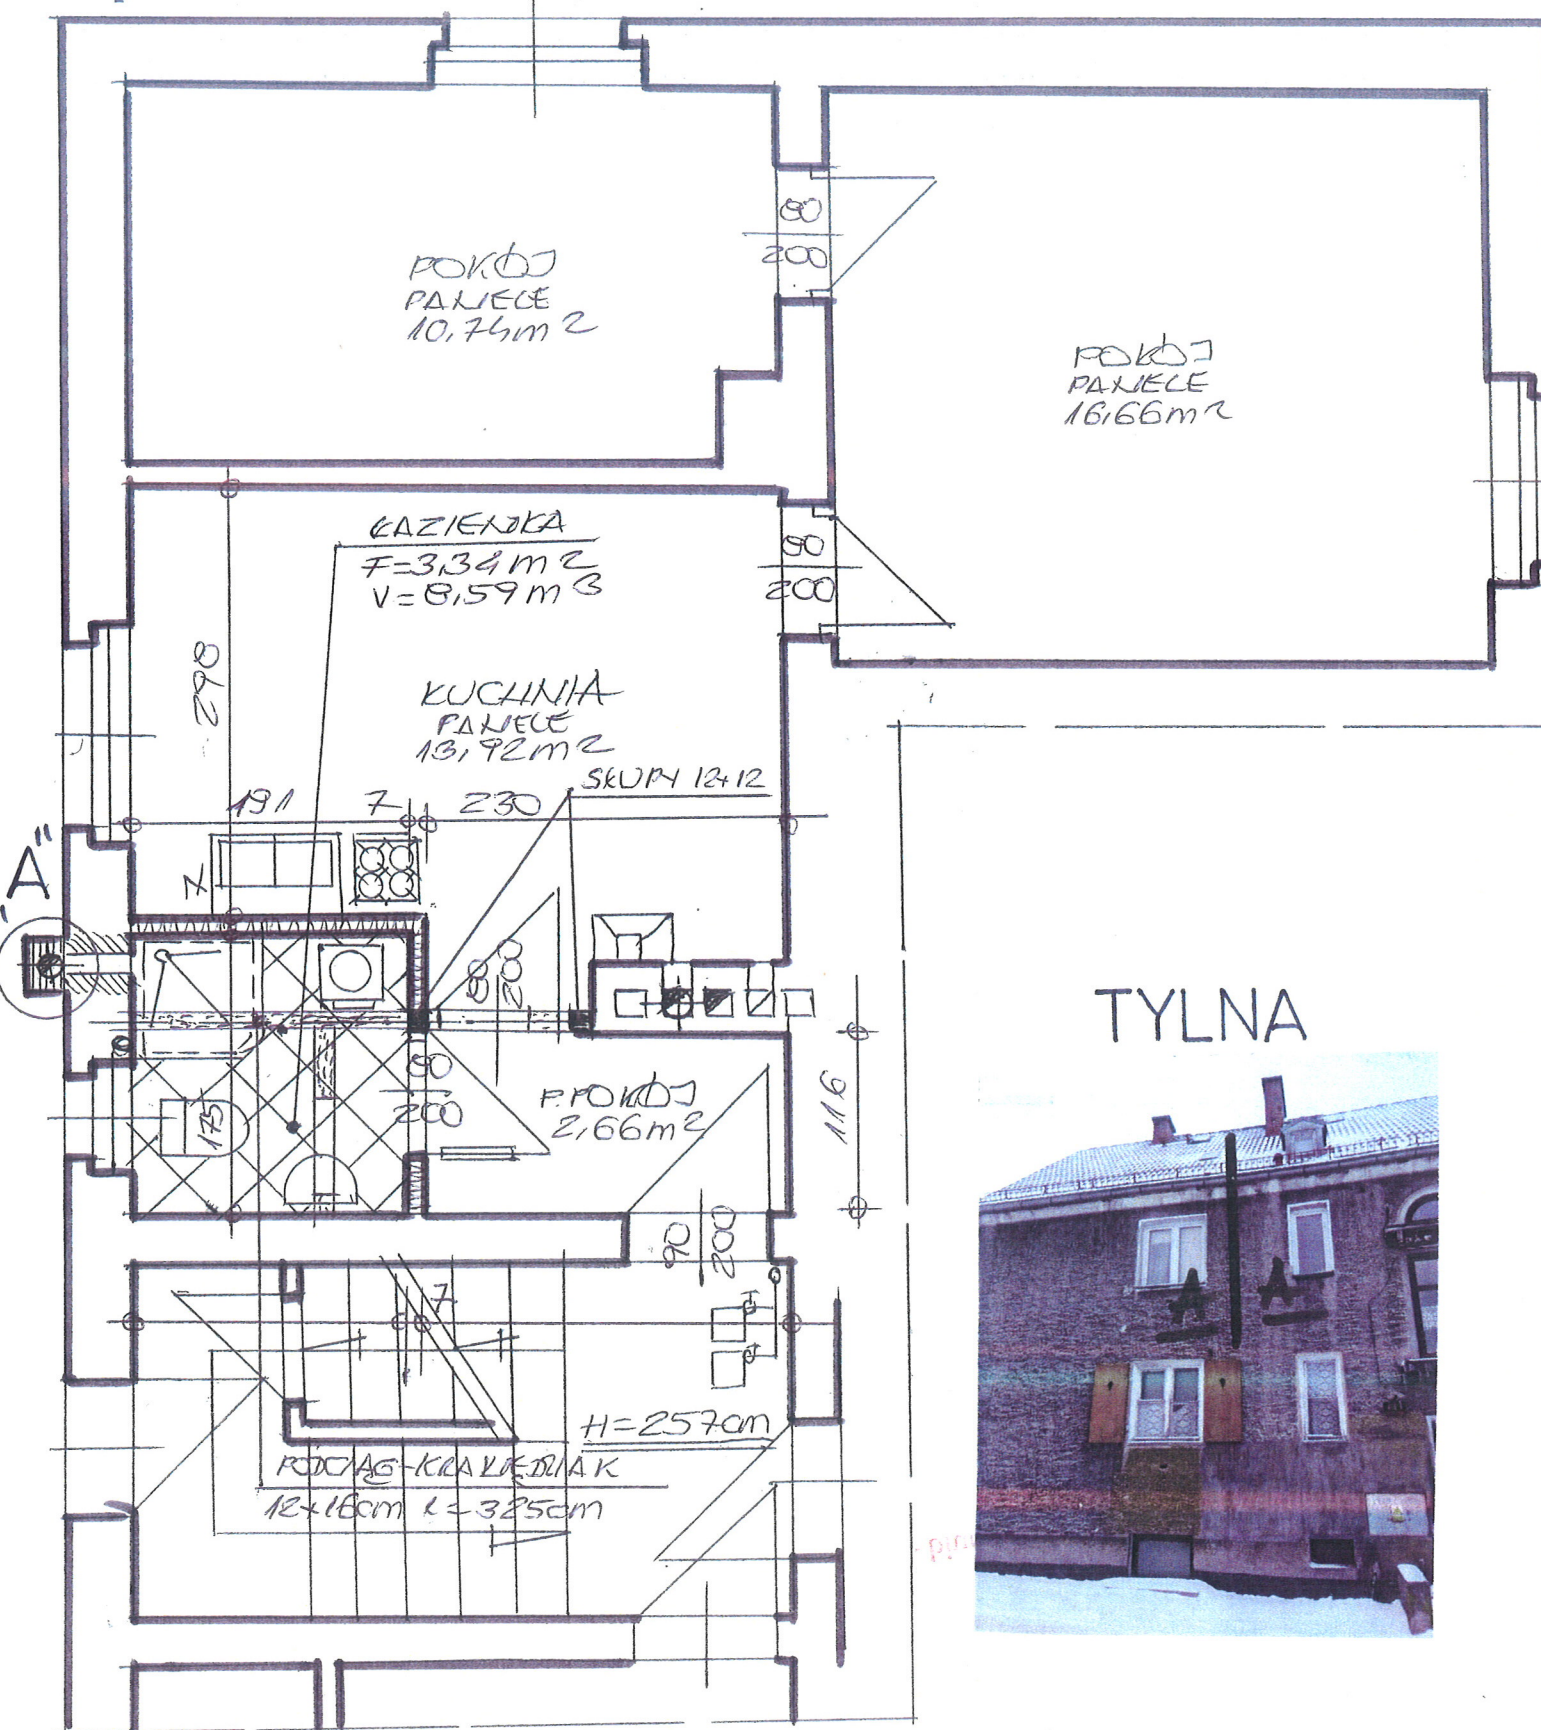 80
200
POKÓJ
PANELE
10,74m2
POKÓJ
PANELE
16,66m2
ŁAZIENKA
F=3,34m2
V=8,59m3
80
200
298
KUCHNIA
PANELE
13,92m2
SŁUPY 12x12
191
7
230
7
"A"
80
200
80
200
P.POKÓJ
2,66m2
175
116
TYLNA
90
200
7
A
A
H=257cm
PODCIĄG-KRAWĘDZIAK
12x16cm L=325cm